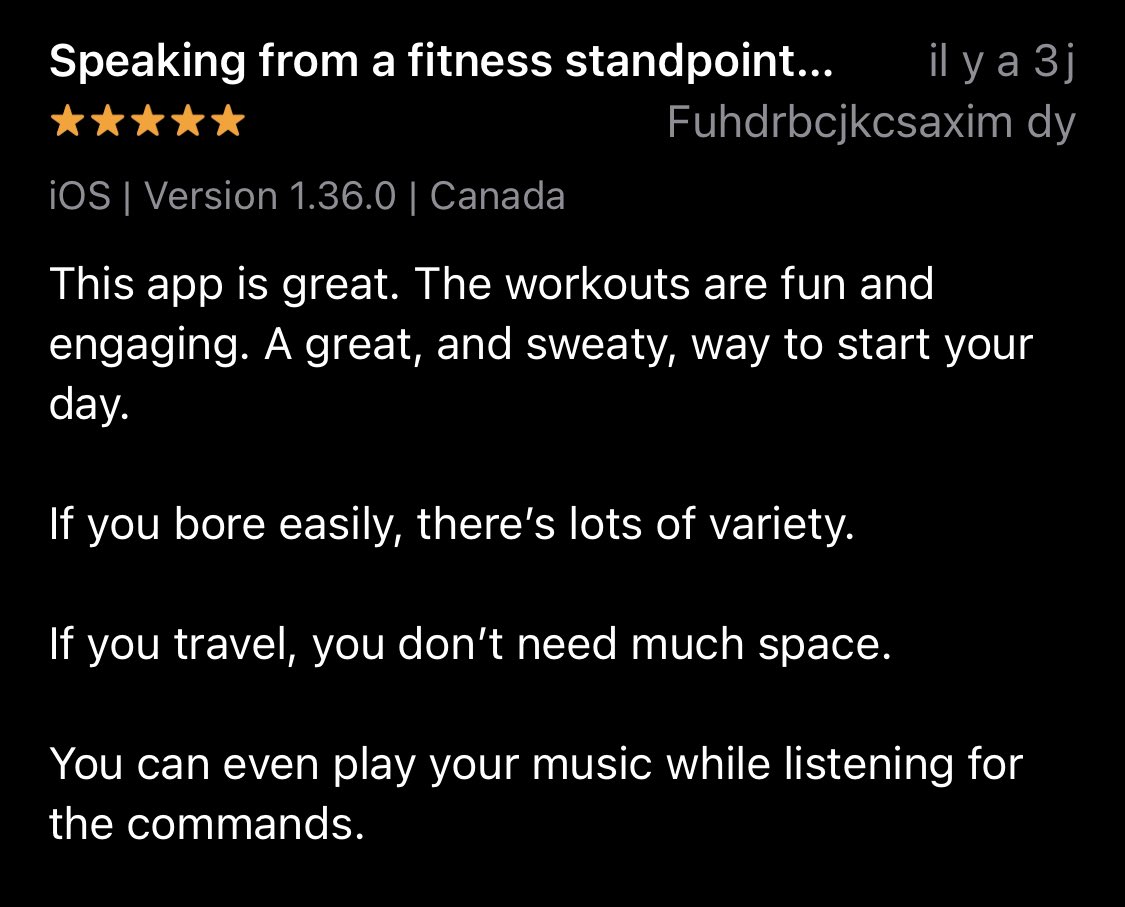 Speaking from a fitness standpoint... il y a 3 j
★★★★★ Fuhdrbcjkcsaxim dy
iOS | Version 1.36.0 | Canada
This app is great. The workouts are fun and
engaging. A great, and sweaty, way to start your
day.
If you bore easily, there’s lots of variety.
If you travel, you don’t need much space.
You can even play your music while listening for
the commands.